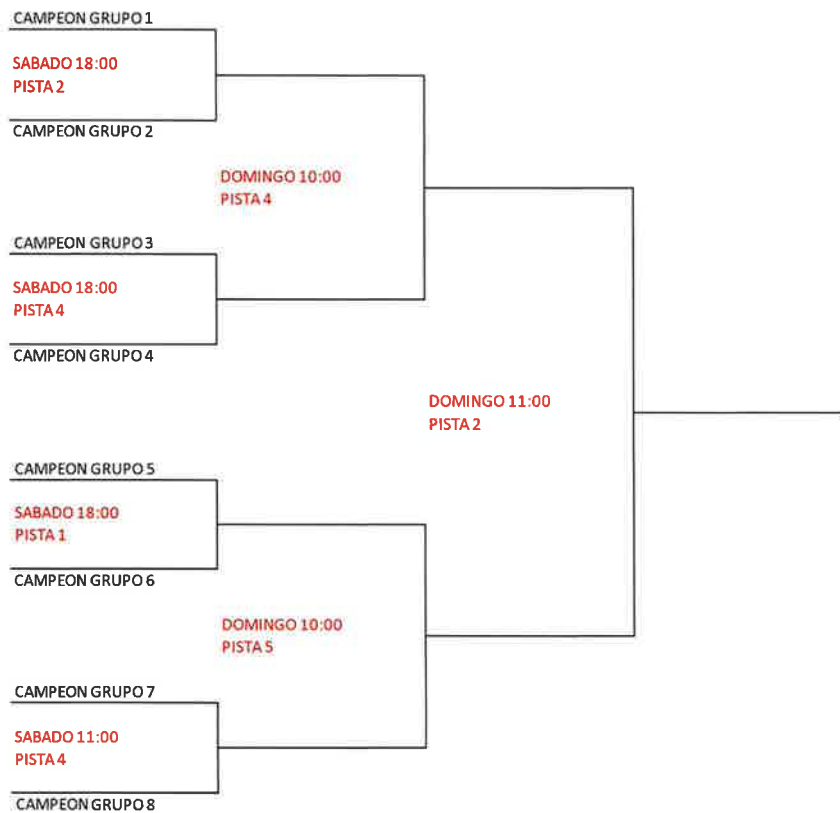 CAMPEON GRUPO 1
SABADO 18:00
PISTA 2
CAMPEON GRUPO 2
DOMINGO 10:00
PISTA 4
CAMPEON GRUPO 3
SABADO 18:00
PISTA 4
CAMPEON GRUPO 4
DOMINGO 11:00
PISTA 2
CAMPEON GRUPO 5
SABADO 18:00
PISTA 1
CAMPEON GRUPO 6
DOMINGO 10:00
PISTA 5
CAMPEON GRUPO 7
SABADO 11:00
PISTA 4
CAMPEON GRUPO 8